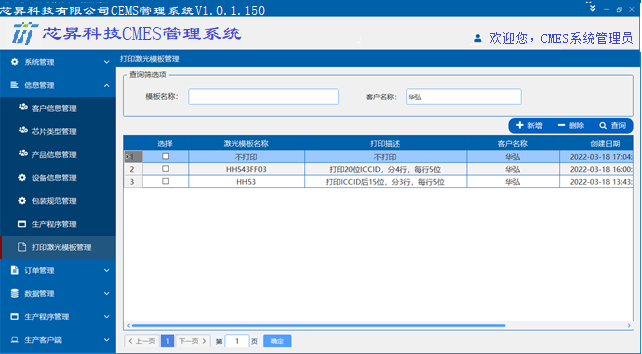 芯昇科技有限公司CEMS管理系统V1.0.1.150
芯昇科技CMES管理系统
欢迎您，CMES系统管理员
系统管理
信息管理
客户信息管理
芯片类型管理
产品信息管理
设备信息管理
包装规范管理
生产程序管理
打印激光模板管理
订单管理
数据管理
生产程序管理
生产客户端
打印激光模板管理
查询筛选项
模板名称：
客户名称： 华弘
新增 删除 查询
选择 激光模板名称 打印描述 客户名称 创建日期
1 不打印 不打印 华弘 2022-03-18 17:04:
2 HH543FF03 打印20位ICCID，分4行，每行5位 华弘 2022-03-18 16:00:
3 HH53 打印ICCID后15位，分3行，每行5位 华弘 2022-03-18 13:43:
上一页 1 下一页 第 1 页 确定